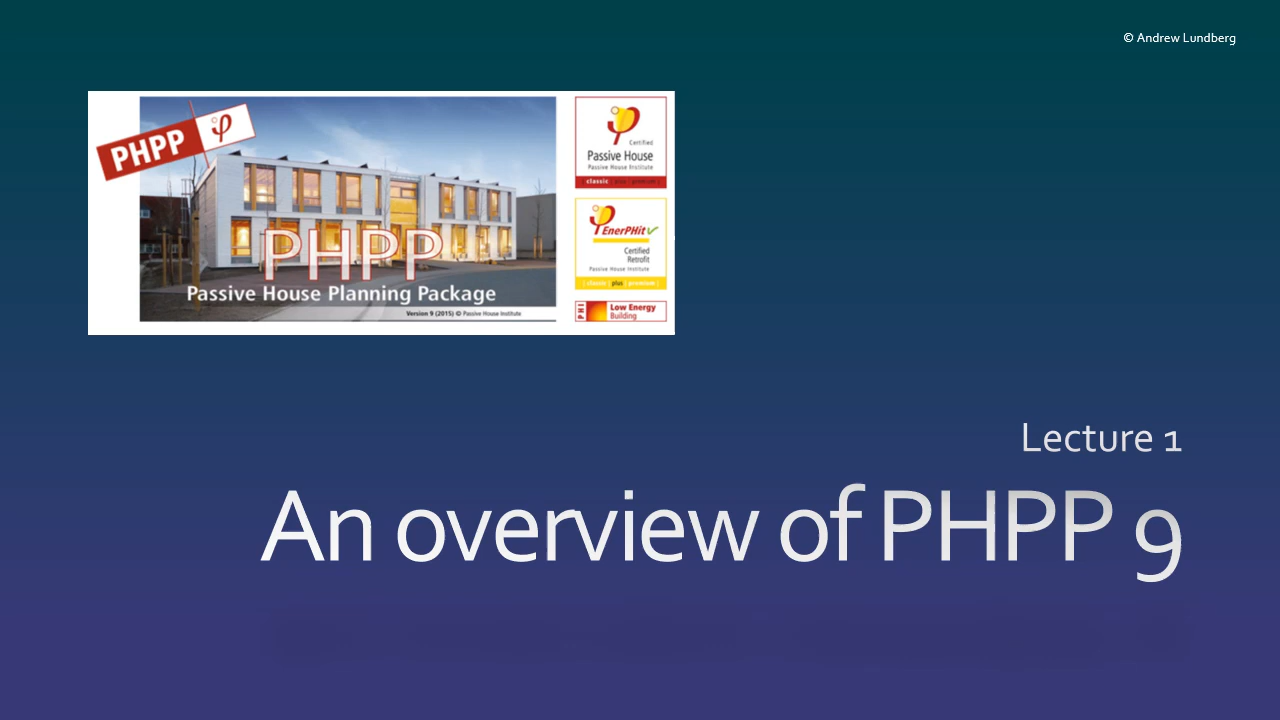 © Andrew Lundberg
PHPP
PHPP
Passive House Planning Package
Version 9 (2015) © Passive House Institute
Certified
Passive House
Passive House Institute
| classic | plus | premium |
EnerPHit
Certified
Retrofit
Passive House Institute
| classic | plus | premium |
PHI
Low Energy
Building
Lecture 1
An overview of PHPP 9